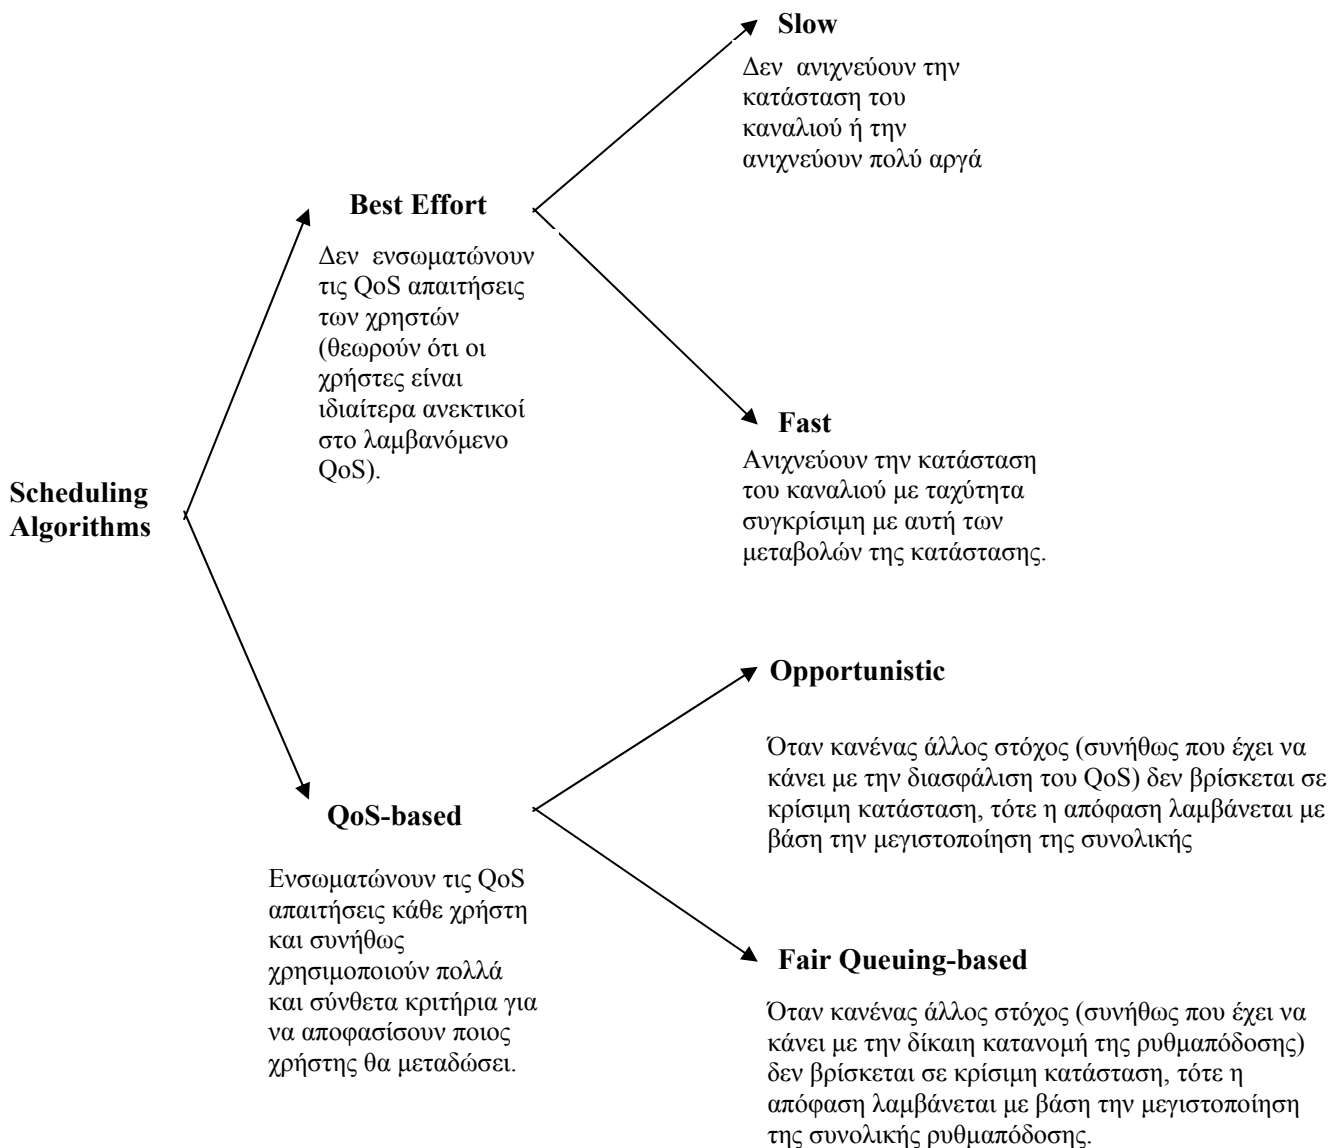 Scheduling
Algorithms
Best Effort
Δεν ενσωματώνουν
τις QoS απαιτήσεις
των χρηστών
(θεωρούν ότι οι
χρήστες είναι
ιδιαίτερα ανεκτικοί
στο λαμβανόμενο
QoS).
Slow
Δεν ανιχνεύουν την
κατάσταση του
καναλιού ή την
ανιχνεύουν πολύ αργά
Fast
Ανιχνεύουν την κατάσταση
του καναλιού με ταχύτητα
συγκρίσιμη με αυτή των
μεταβολών της κατάστασης.
QoS-based
Ενσωματώνουν τις QoS
απαιτήσεις κάθε χρήστη
και συνήθως
χρησιμοποιούν πολλά
και σύνθετα κριτήρια για
να αποφασίσουν ποιος
χρήστης θα μεταδώσει.
Opportunistic
Όταν κανένας άλλος στόχος (συνήθως που έχει να
κάνει με την διασφάλιση του QoS) δεν βρίσκεται σε
κρίσιμη κατάσταση, τότε η απόφαση λαμβάνεται με
βάση την μεγιστοποίηση της συνολικής
Fair Queuing-based
Όταν κανένας άλλος στόχος (συνήθως που έχει να
κάνει με την δίκαιη κατανομή της ρυθμαπόδοσης)
δεν βρίσκεται σε κρίσιμη κατάσταση, τότε η
απόφαση λαμβάνεται με βάση την μεγιστοποίηση
της συνολικής ρυθμαπόδοσης.